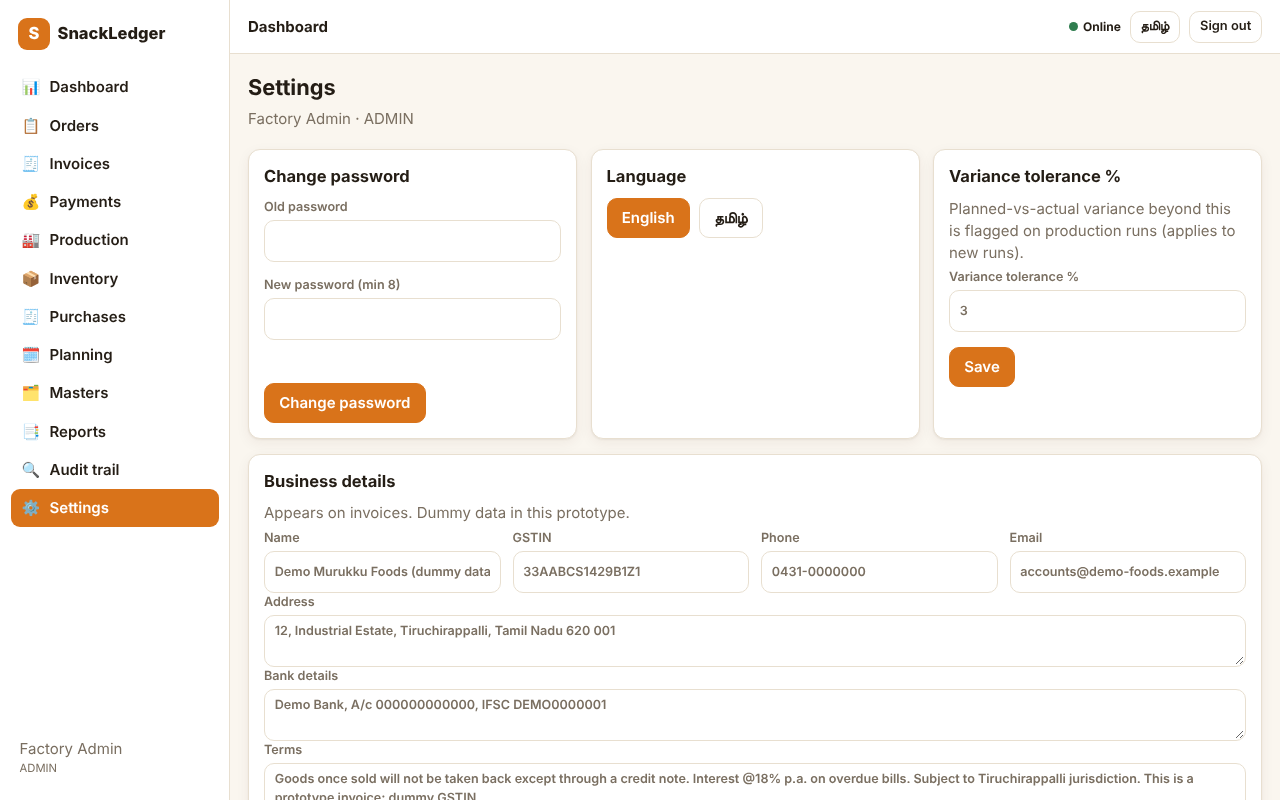 S SnackLedger
Dashboard
Orders
Invoices
Payments
Production
Inventory
Purchases
Planning
Masters
Reports
Audit trail
Settings
Factory Admin
ADMIN
Dashboard
Online
தமிழ்
Sign out
Settings
Factory Admin · ADMIN
Change password
Old password
New password (min 8)
Change password
Language
English
தமிழ்
Variance tolerance %
Planned-vs-actual variance beyond this
is flagged on production runs (applies to
new runs).
Variance tolerance %
3
Save
Business details
Appears on invoices. Dummy data in this prototype.
Name
GSTIN
Phone
Email
Demo Murukku Foods (dummy data
33AABCS1429B1Z1
0431-0000000
accounts@demo-foods.example
Address
12, Industrial Estate, Tiruchirappalli, Tamil Nadu 620 001
Bank details
Demo Bank, A/c 000000000000, IFSC DEMO0000001
Terms
Goods once sold will not be taken back except through a credit note. Interest @18% p.a. on overdue bills. Subject to Tiruchirappalli jurisdiction. This is a
prototype invoice; dummy GSTIN